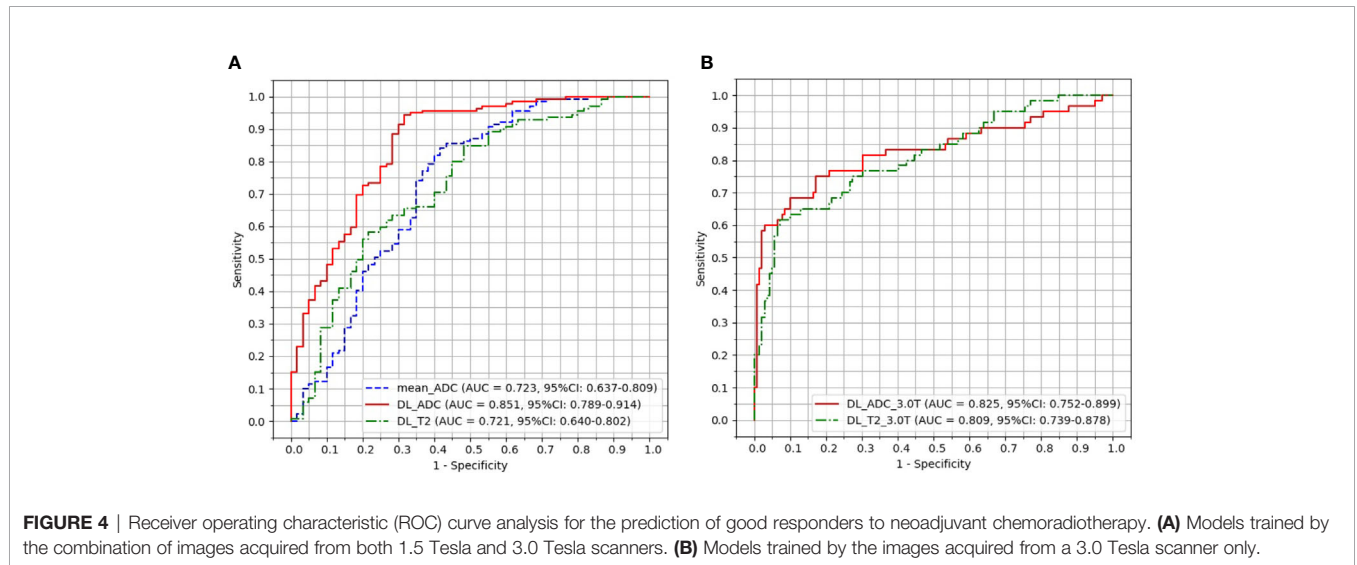 A
B
1.0
0.9
0.8
0.7
0.6
0.5
0.4
0.3
0.2
0.1
0.0
Sensitivity
mean_ADC (AUC = 0.723, 95%CI: 0.637-0.809)
DL_ADC (AUC = 0.851, 95%CI: 0.789-0.914)
DL_T2 (AUC = 0.721, 95%CI: 0.640-0.802)
0.0 0.1 0.2 0.3 0.4 0.5 0.6 0.7 0.8 0.9 1.0
1 - Specificity
1.0
0.9
0.8
0.7
0.6
0.5
0.4
0.3
0.2
0.1
0.0
Sensitivity
DL_ADC_3.0T (AUC = 0.825, 95%CI: 0.752-0.899)
DL_T2_3.0T (AUC = 0.809, 95%CI: 0.739-0.878)
0.0 0.1 0.2 0.3 0.4 0.5 0.6 0.7 0.8 0.9 1.0
1 - Specificity
FIGURE 4 | Receiver operating characteristic (ROC) curve analysis for the prediction of good responders to neoadjuvant chemoradiotherapy. (A) Models trained by
the combination of images acquired from both 1.5 Tesla and 3.0 Tesla scanners. (B) Models trained by the images acquired from a 3.0 Tesla scanner only.